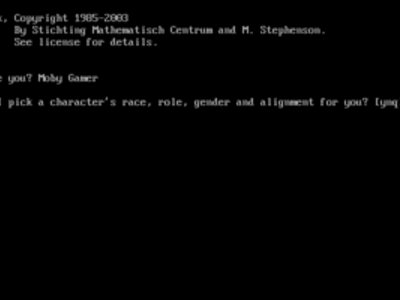 , Copyright 1985-2003
By Stichting Mathematisch Centrum and M. Stephenson.
See license for details.
you? Moby Gamer
pick a character's race, role, gender and alignment for you? [ynq